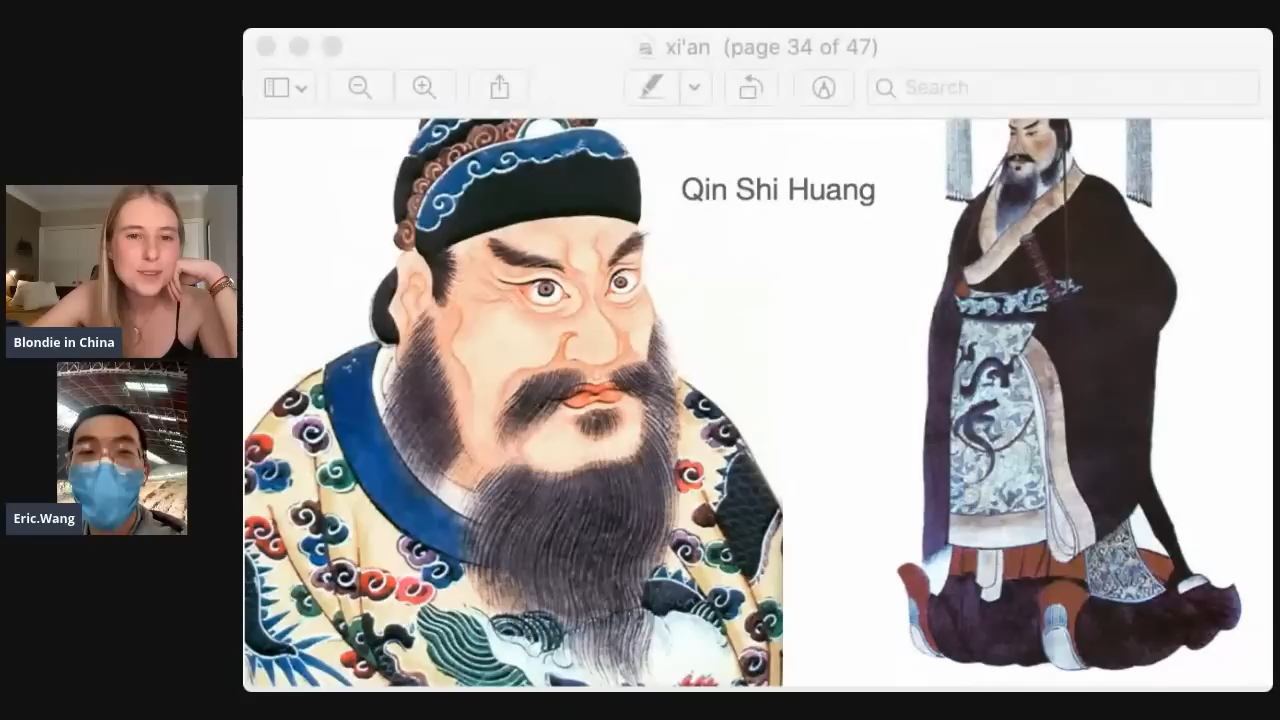 xi'an (page 34 of 47)
Search
Qin Shi Huang
Blondie in China
Eric.Wang